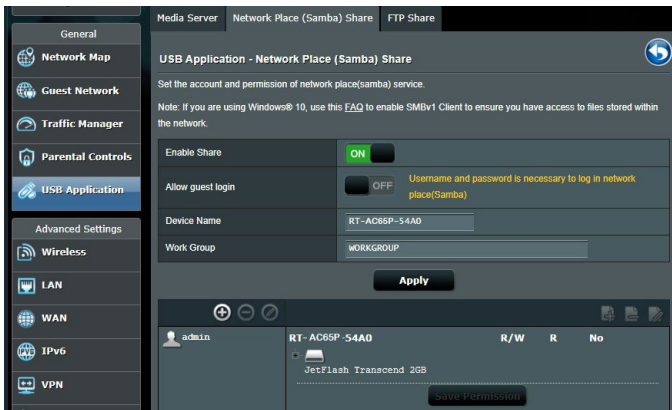 Media Server Network Place (Samba) Share FTP Share
General
Network Map
Guest Network
Traffic Manager
Parental Controls
USB Application
Advanced Settings
Wireless
LAN
WAN
IPv6
VPN
USB Application - Network Place (Samba) Share
Set the account and permission of network place(samba) service.
Note: If you are using Windows® 10, use this FAQ to enable SMBv1 Client to ensure you have access to files stored within
the network.
Enable Share ON
Allow guest login OFF Username and password is necessary to log in network
place(Samba)
Device Name RT-AC65P-54A0
Work Group WORKGROUP
Apply
admin RT-AC65P-54A0 R/W R No
JetFlash Transcend 2GB
Save Permission